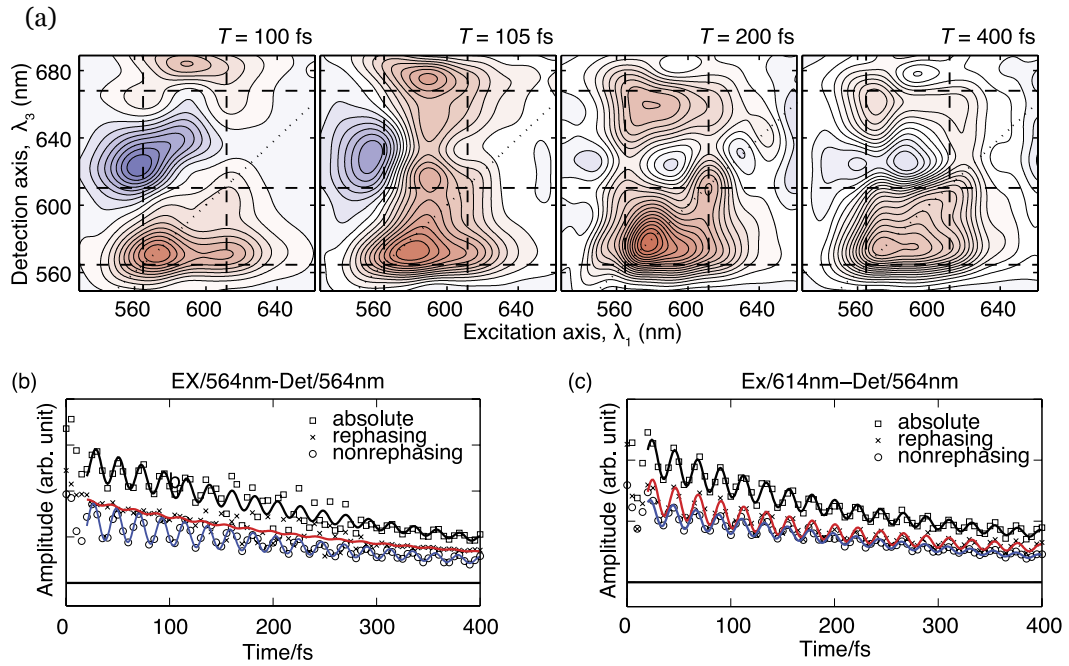 (a)
T = 100 fs
T = 105 fs
T = 200 fs
T = 400 fs
Detection axis, λ3 (nm)
680
640
600
560
560 600 640
560 600 640
560 600 640
560 600 640
Excitation axis, λ1 (nm)
(b)
EX/564nm-Det/564nm
absolute
rephasing
nonrephasing
Amplitude (arb. unit)
0 100 200 300 400
Time/fs
(c)
Ex/614nm–Det/564nm
absolute
rephasing
nonrephasing
Amplitude (arb. unit)
0 100 200 300 400
Time/fs